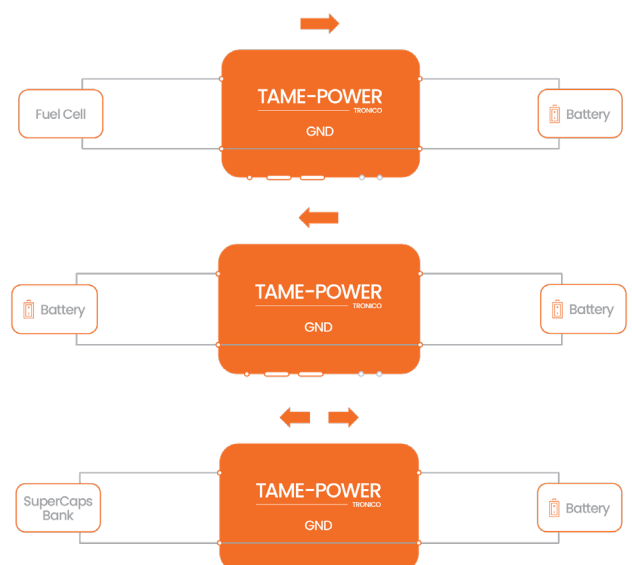 Fuel Cell
TAME-POWER
TRONICO
GND
Battery
Battery
TAME-POWER
TRONICO
GND
Battery
SuperCaps
Bank
TAME-POWER
TRONICO
GND
Battery